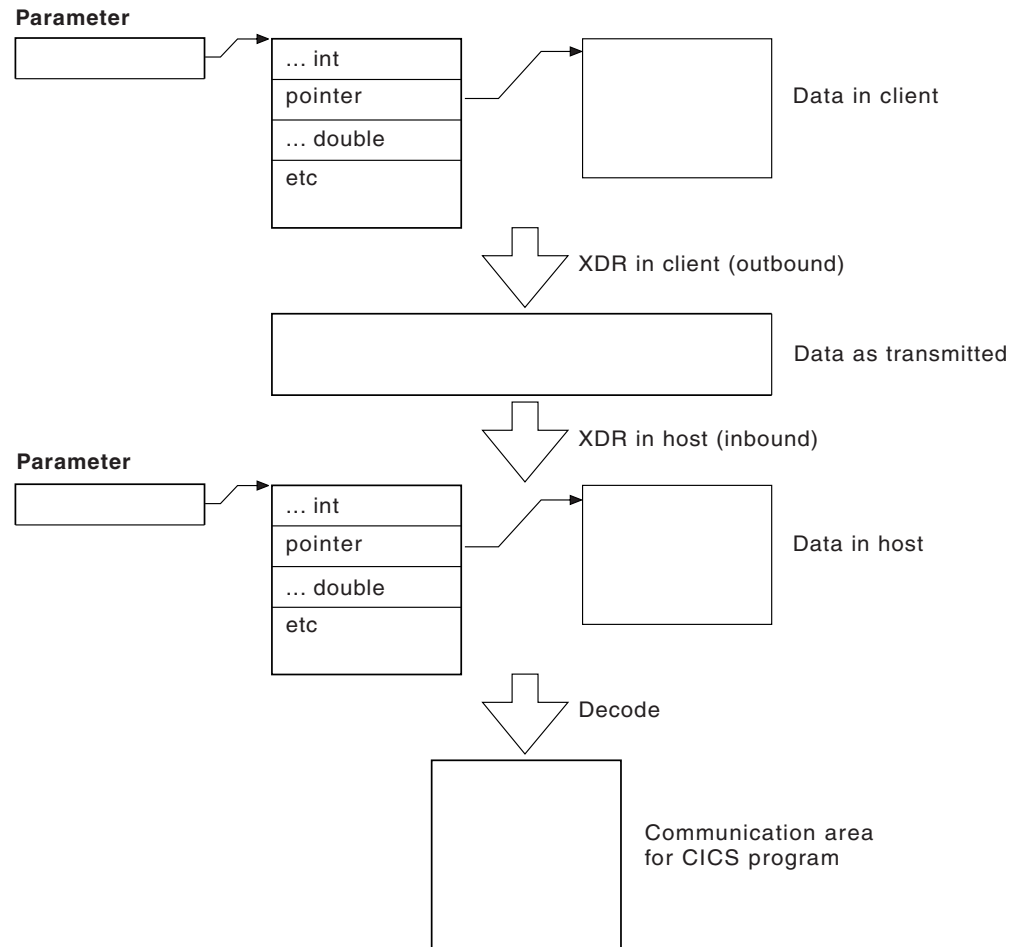 Parameter
... int
pointer
... double
etc
Data in client
XDR in client (outbound)
Data as transmitted
XDR in host (inbound)
Parameter
... int
pointer
... double
etc
Data in host
Decode
Communication area
for CICS program